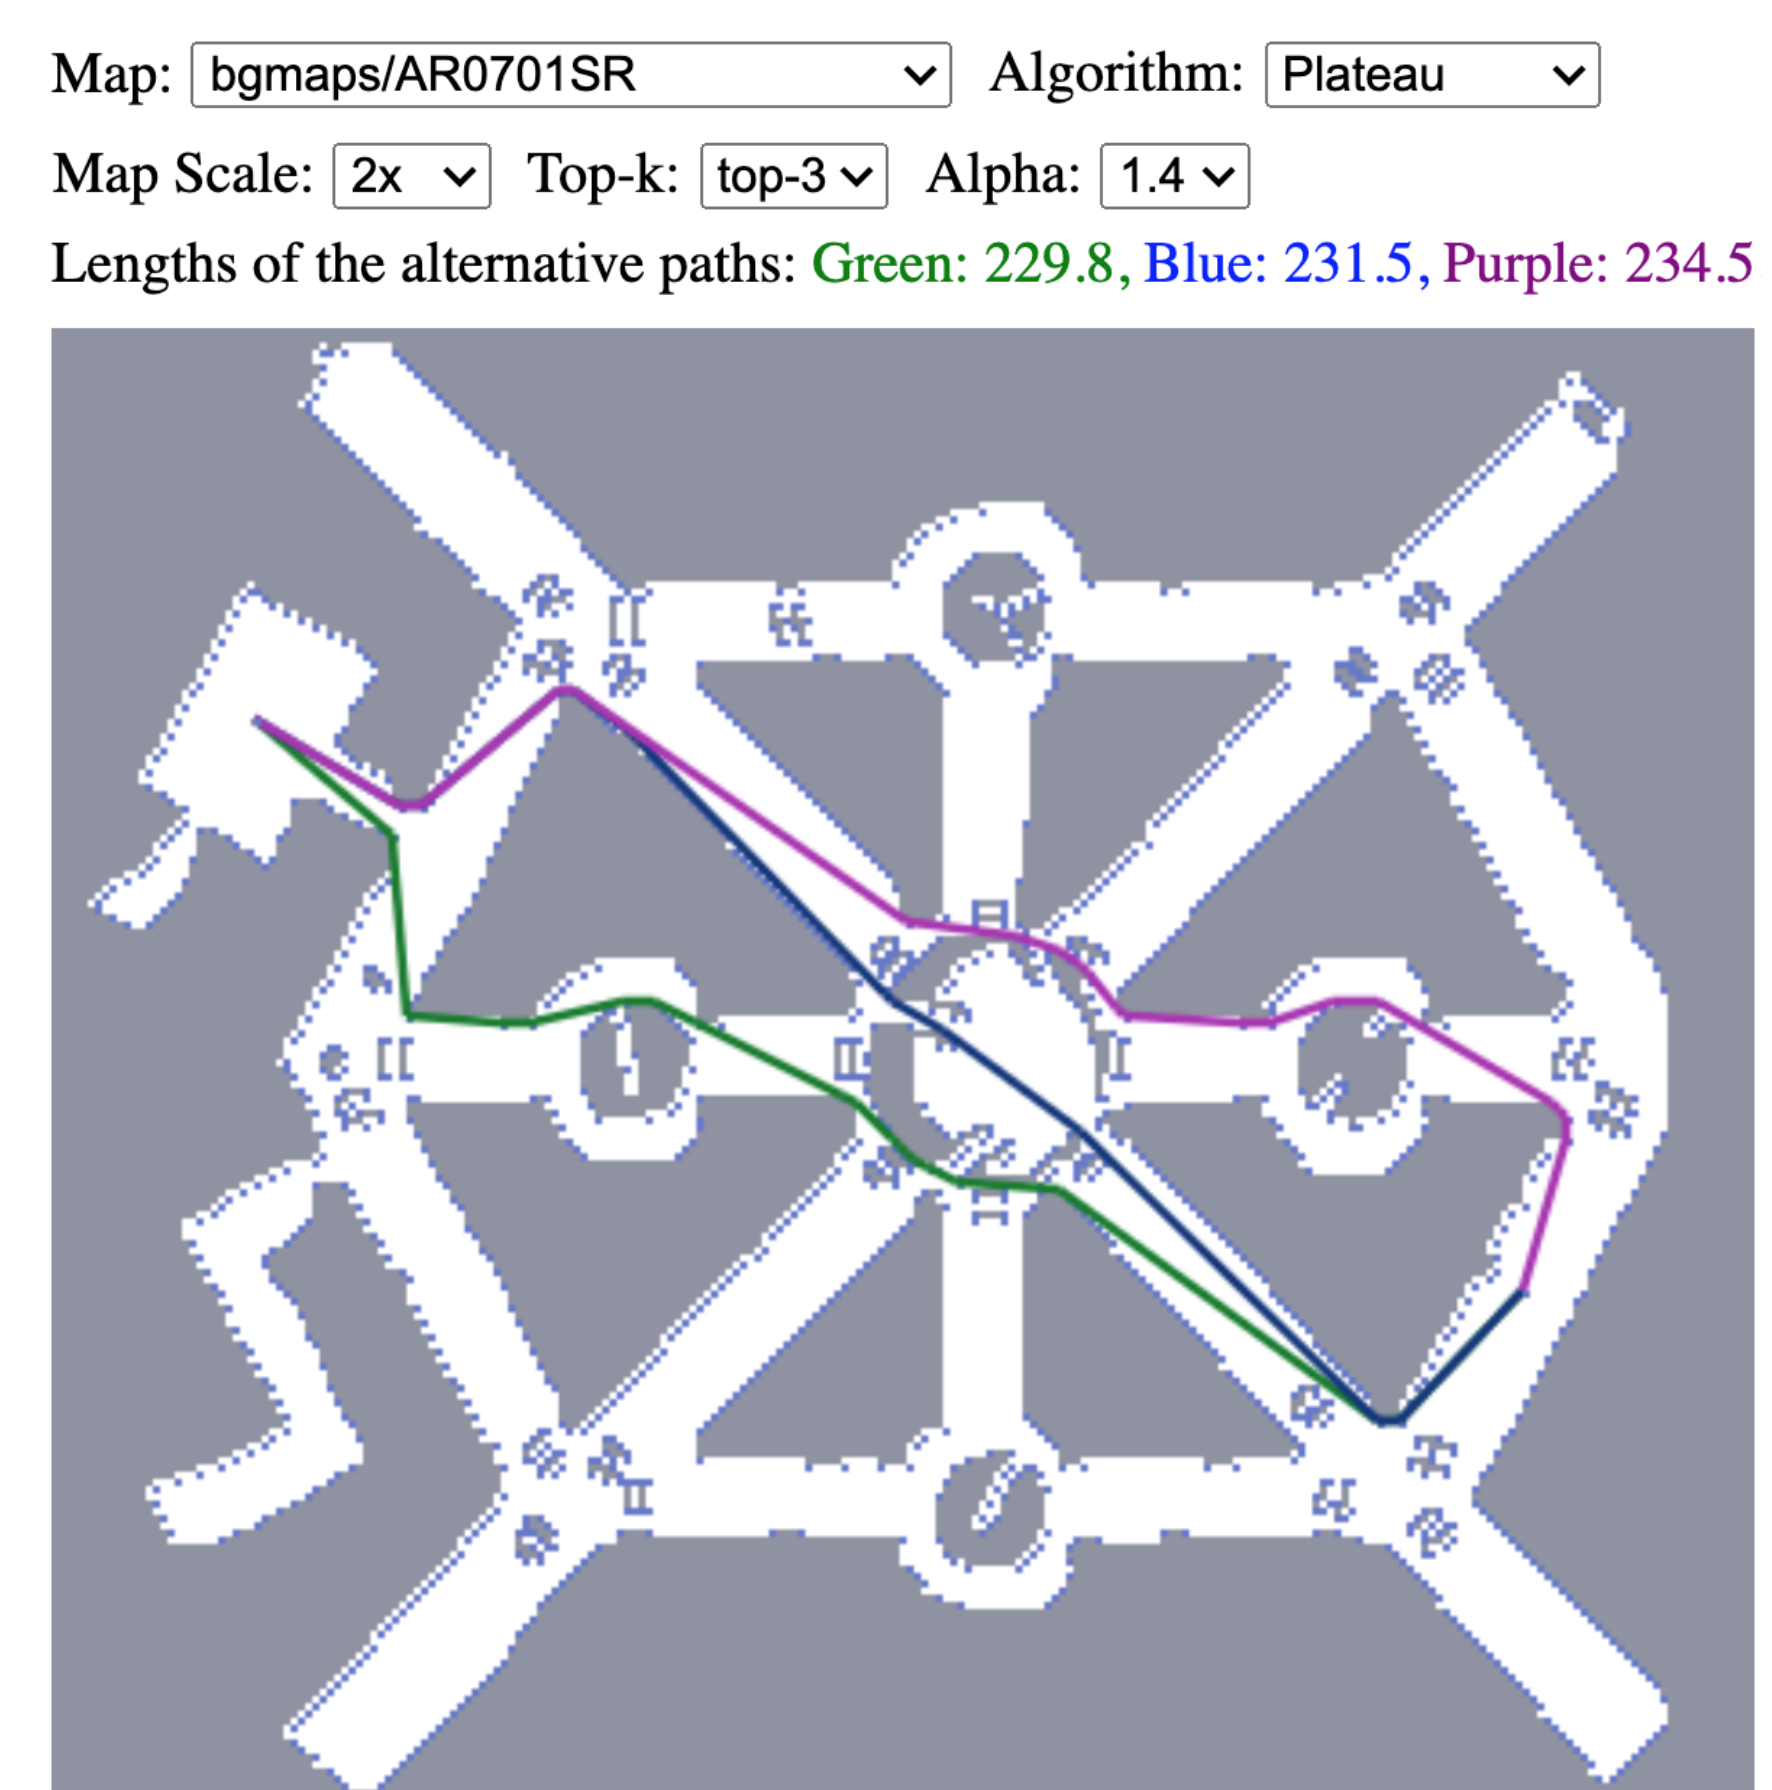 Map: bgmaps/AR0701SR Algorithm: Plateau
Map Scale: 2x Top-k: top-3 Alpha: 1.4
Lengths of the alternative paths: Green: 229.8, Blue: 231.5, Purple: 234.5